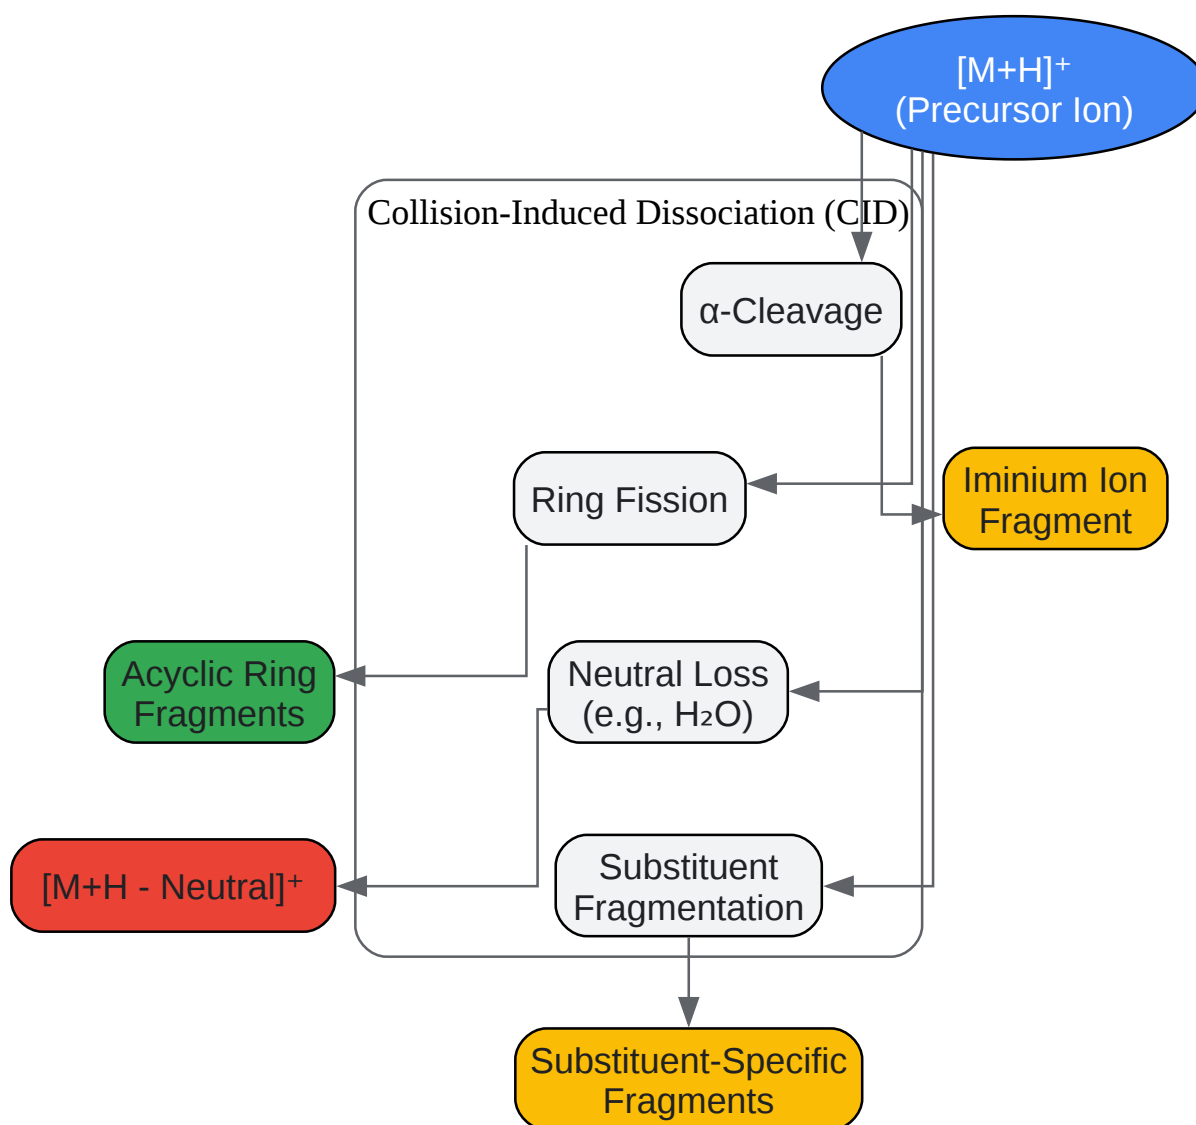 [M+H]⁺
(Precursor Ion)
Collision-Induced Dissociation (CID)
α-Cleavage
Ring Fission
Iminium Ion
Fragment
Acyclic Ring
Fragments
Neutral Loss
(e.g., H₂O)
[M+H - Neutral]⁺
Substituent
Fragmentation
Substituent-Specific
Fragments